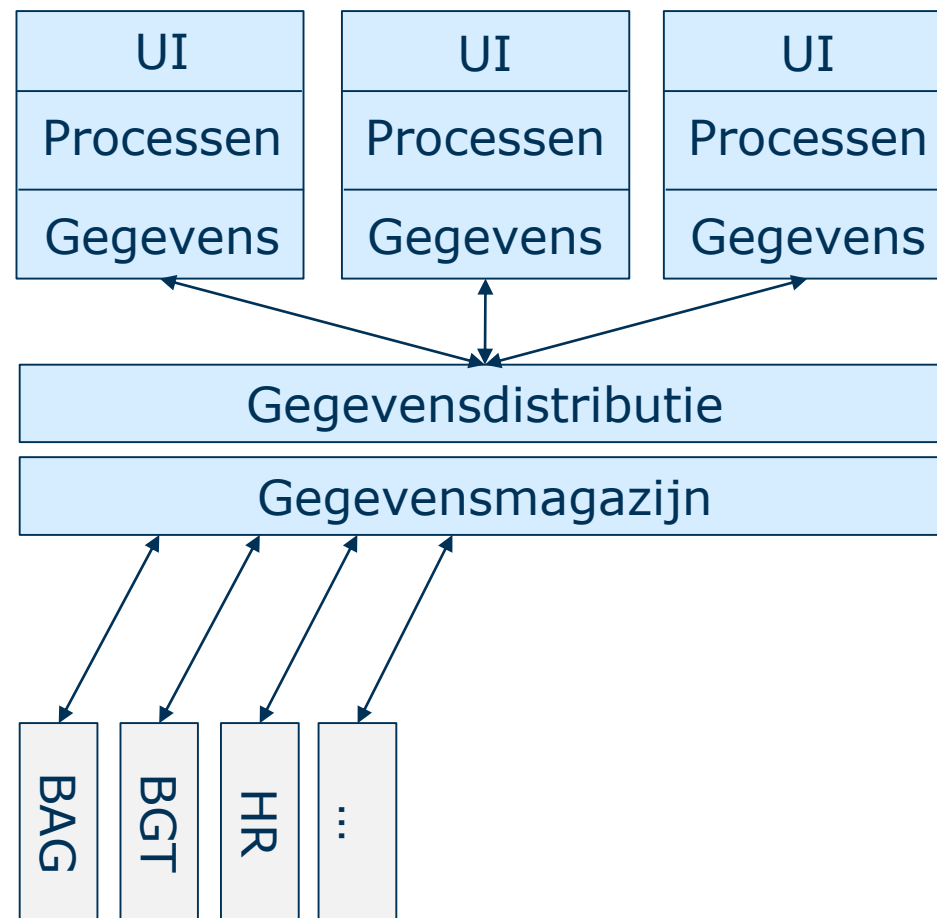 UI
Processen
Gegevens
UI
Processen
Gegevens
UI
Processen
Gegevens
Gegevensdistributie
Gegevensmagazijn
BAG
BGT
HR
...